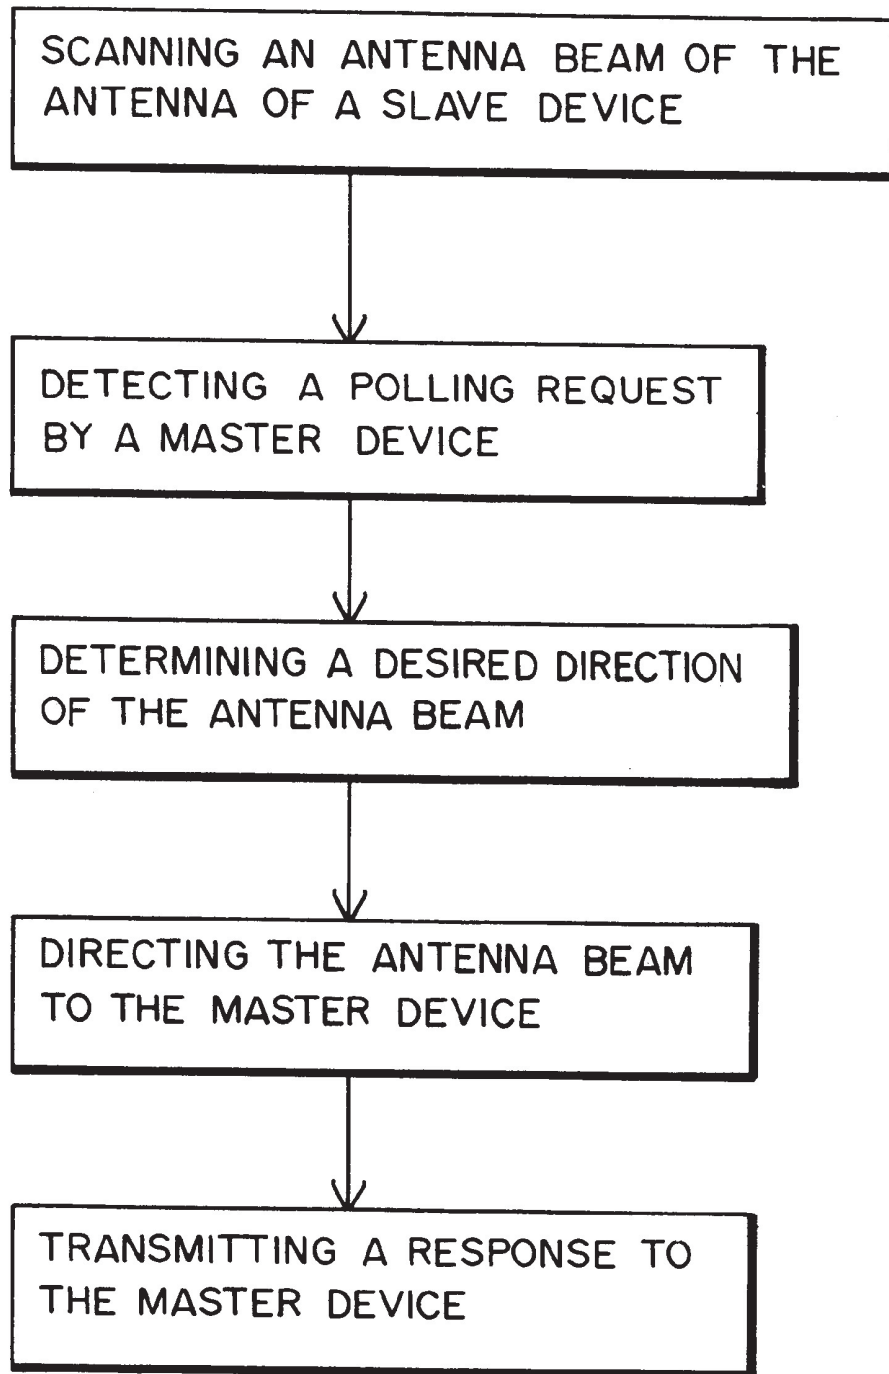 SCANNING AN ANTENNA BEAM OF THE
ANTENNA OF A SLAVE DEVICE
DETECTING A POLLING REQUEST
BY A MASTER DEVICE
DETERMINING A DESIRED DIRECTION
OF THE ANTENNA BEAM
DIRECTING THE ANTENNA BEAM
TO THE MASTER DEVICE
TRANSMITTING A RESPONSE TO
THE MASTER DEVICE